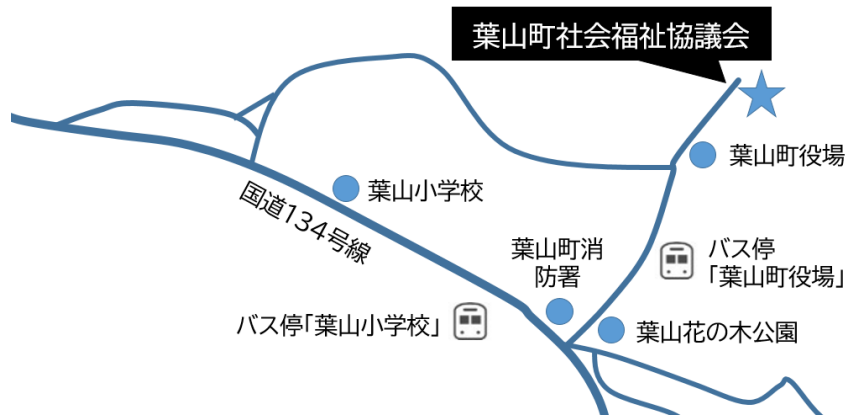 葉山町社会福祉協議会
葉山町役場
葉山小学校
国道134号線
葉山町消
防署
バス停
「葉山町役場」
バス停「葉山小学校」
葉山花の木公園